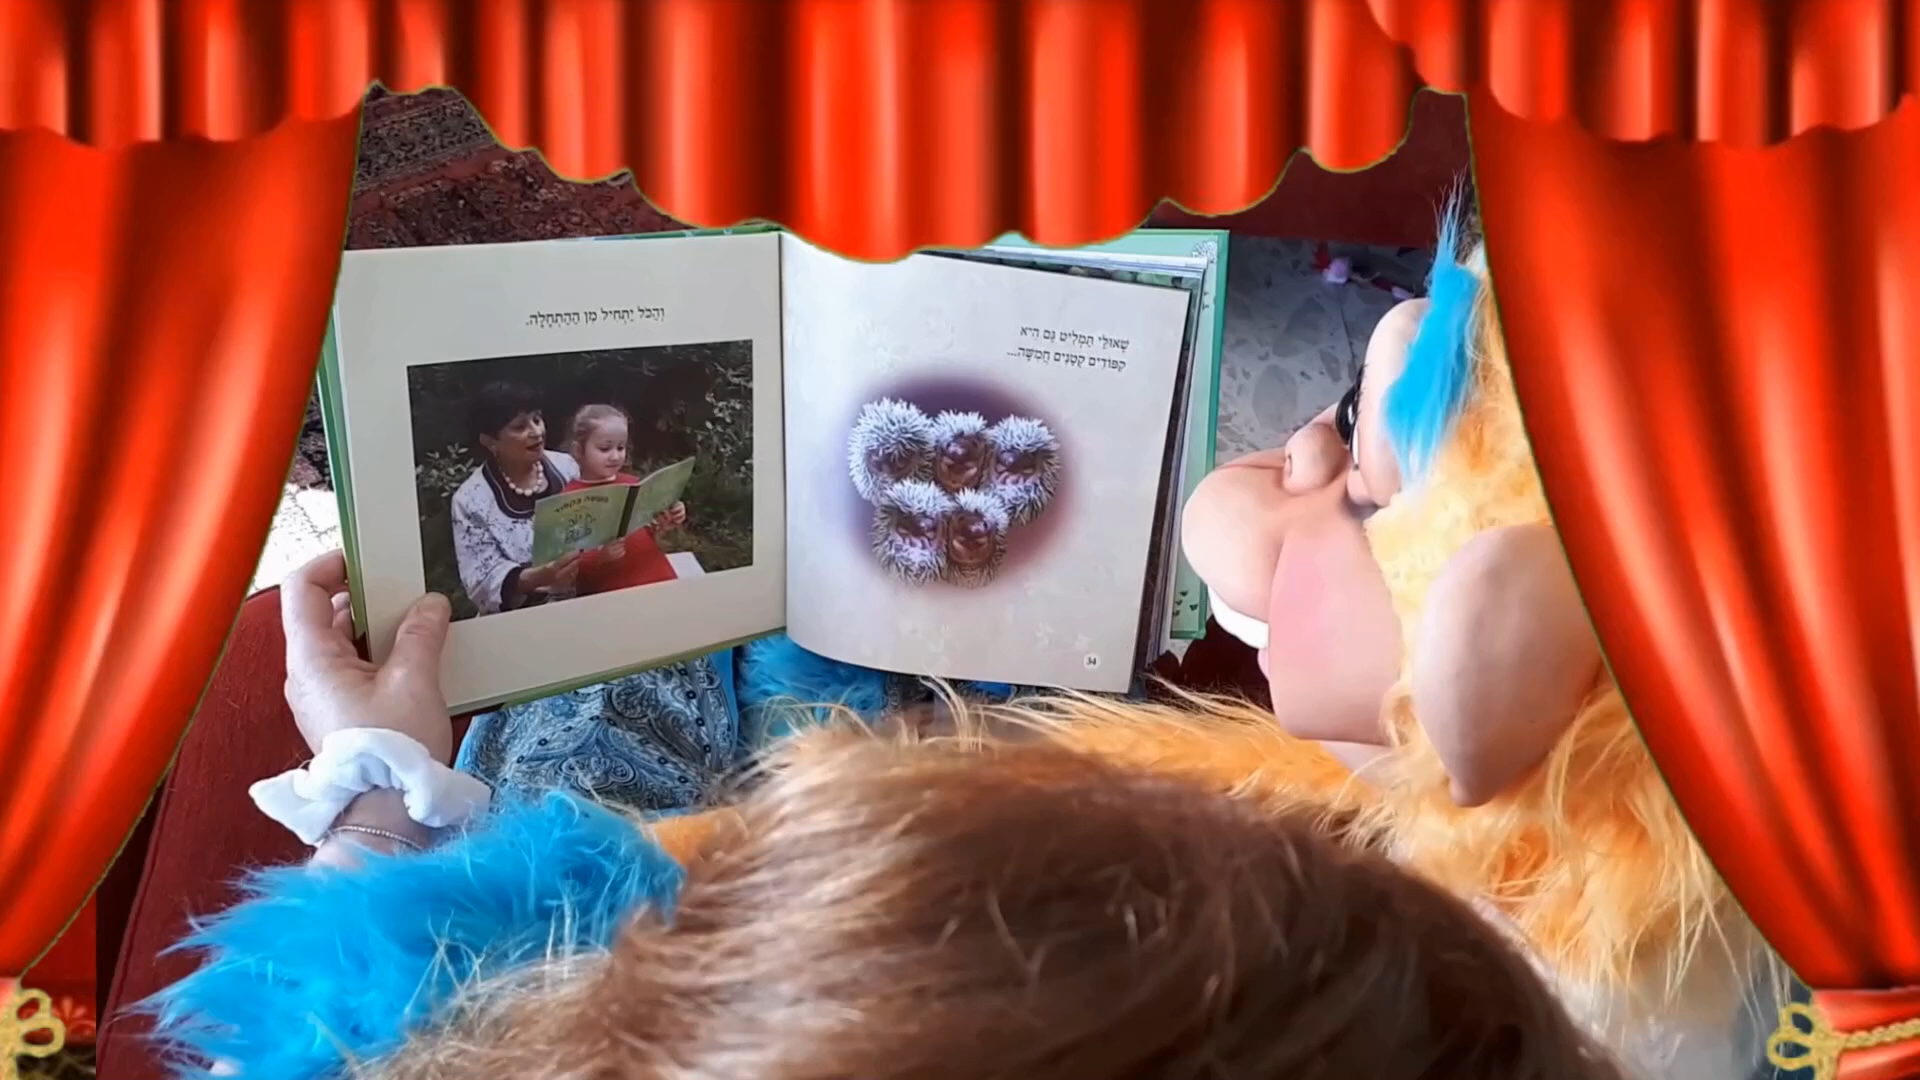 שֶׁאוּלַי תַּמְלִיט גַּם הִיא
קִפּוֹדִים קְטַנִּים חֲמִשָּׁה...
34
וְהַכֹּל יַתְחִיל מִן הַהַתְחָלָה.